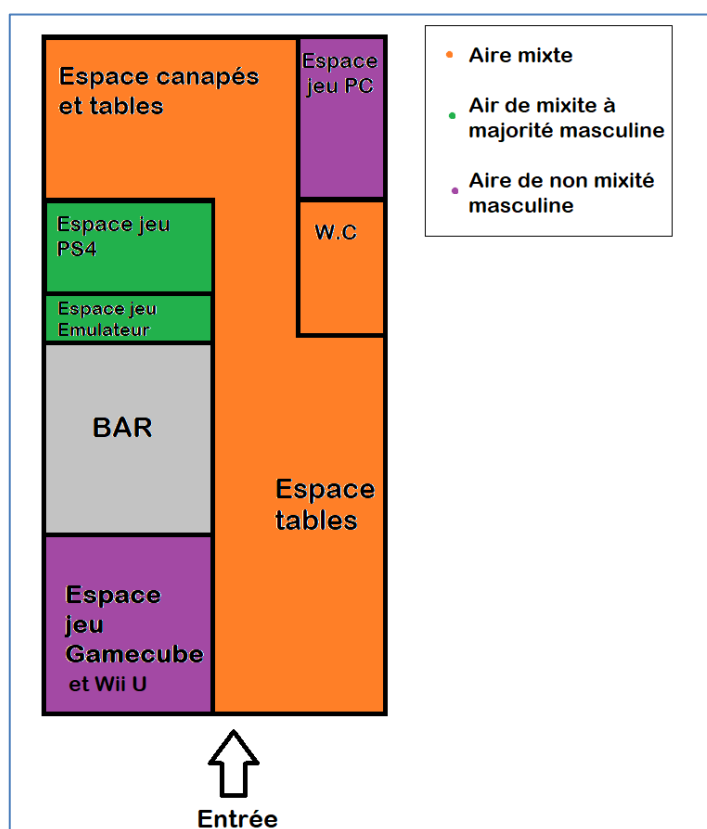 Espace canapés
et tables
Espace
jeu PC
Espace jeu
PS4
W.C
Espace jeu
Emulateur
BAR
Espace
tables
Espace
jeu
Gamecube
et Wii U
Entrée
Aire mixte
Air de mixite à
majorité masculine
Aire de non mixité
masculine